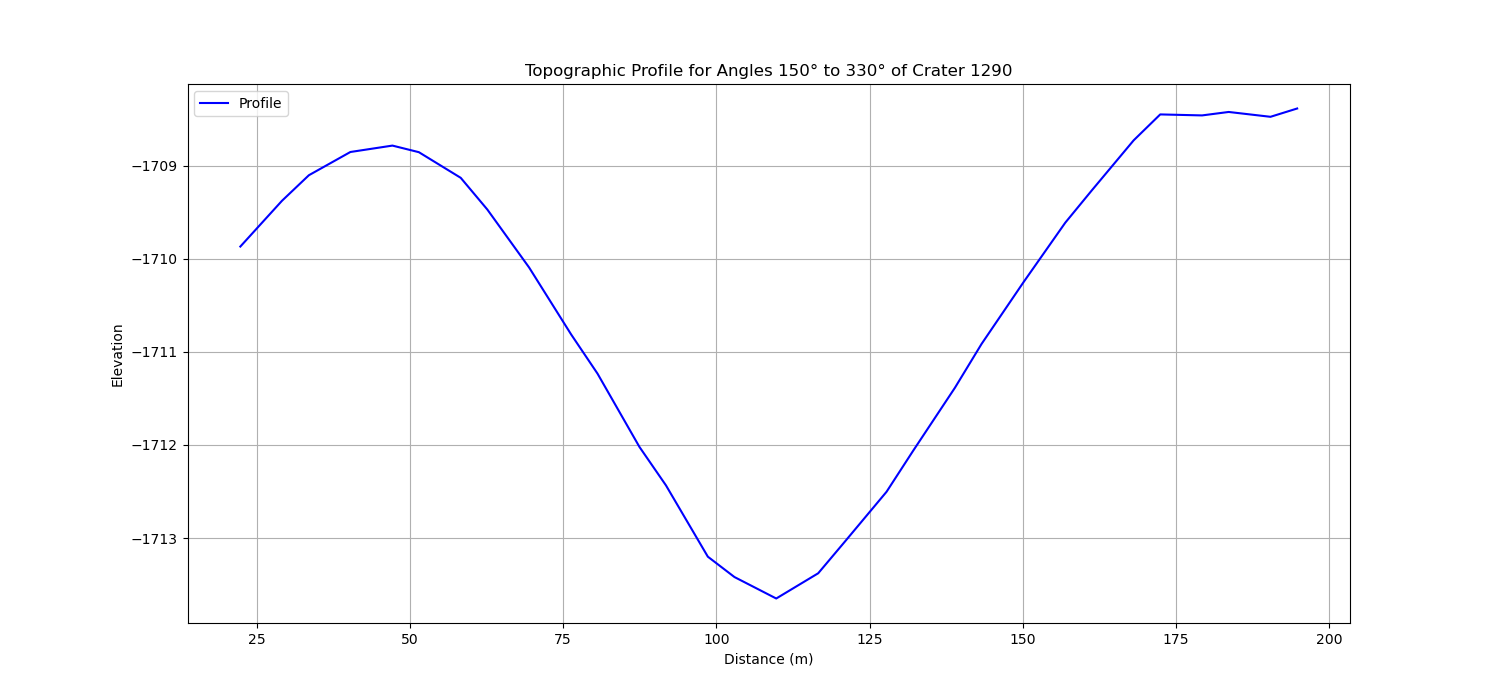 Topographic Profile for Angles 150° to 330° of Crater 1290
Profile
−1709
−1710
−1711
−1712
−1713
Elevation
25 50 75 100 125 150 175 200
Distance (m)